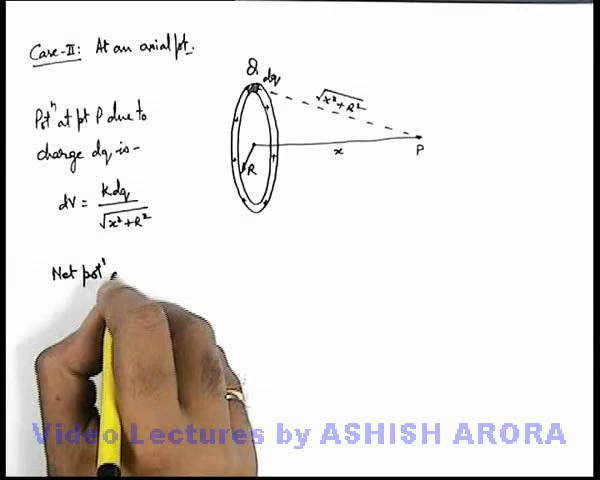 Case-II: At an axial pt.
Potⁿ at pt P due to
charge dq is-
dV = Kdq / √x²+R²
Net potⁿ
Q dq
√x²+R²
R
x
P
Video Lectures by ASHISH ARORA